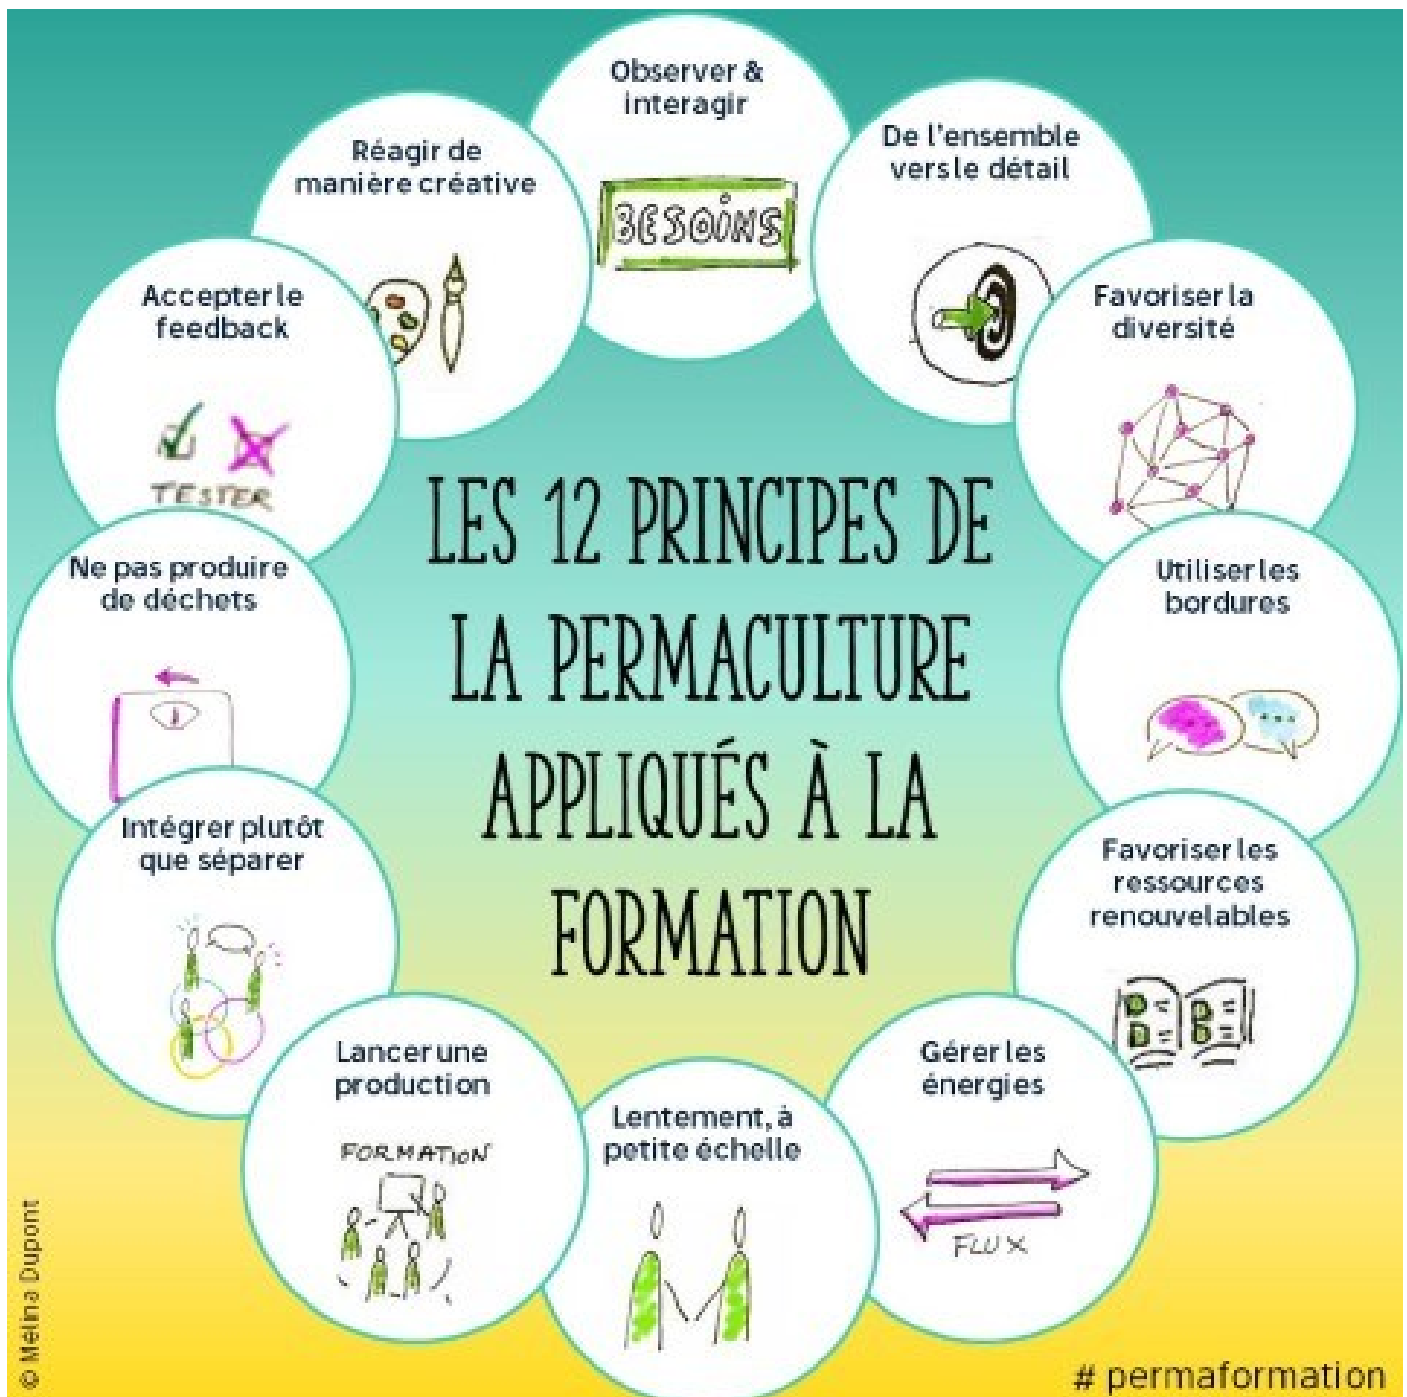 Observer &
interagir
BESOINS
De l'ensemble
vers le détail
Favoriser la
diversité
Utiliser les
bordures
Favoriser les
ressources
renouvelables
Gérer les
énergies
FLUX
Lentement, à
petite échelle
Lancer une
production
FORMATION
Intégrer plutôt
que séparer
Ne pas produire
de déchets
Accepter le
feedback
TESTER
Réagir de
manière créative
LES 12 PRINCIPES DE
LA PERMACULTURE
APPLIQUÉS À LA
FORMATION
© Mélina Dupont
# permaformation